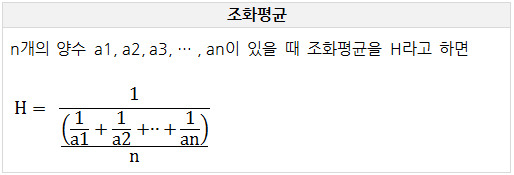 조화평균
n개의 양수 a1, a2, a3, ⋯ , an이 있을 때 조화평균을 H라고 하면
H = 1
(1/a1 + 1/a2 +··+ 1/an)
n